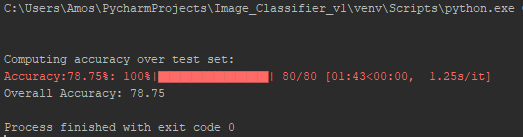 C:\Users\Amos\PycharmProjects\Image_Classifier_v1\venv\Scripts\python.exe
Computing accuracy over test set:
Accuracy:78.75%: 100%|██████████| 80/80 [01:43<00:00,  1.25s/it]
Overall Accuracy: 78.75
Process finished with exit code 0